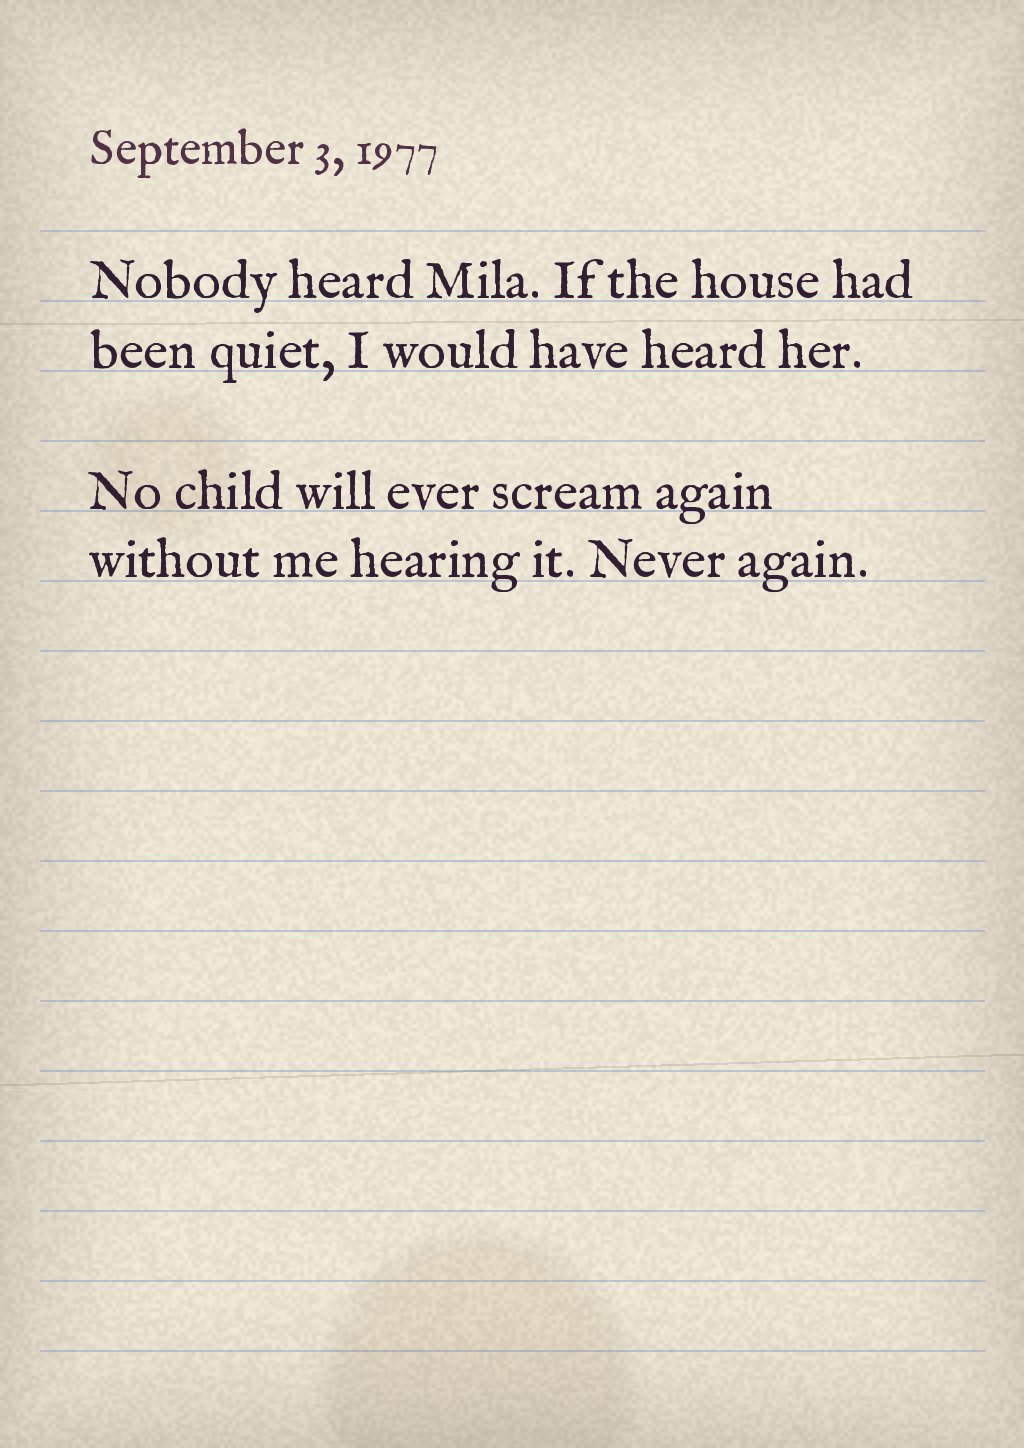 September 3, 1977
Nobody heard Mila. If the house had
been quiet, I would have heard her.
No child will ever scream again
without me hearing it. Never again.